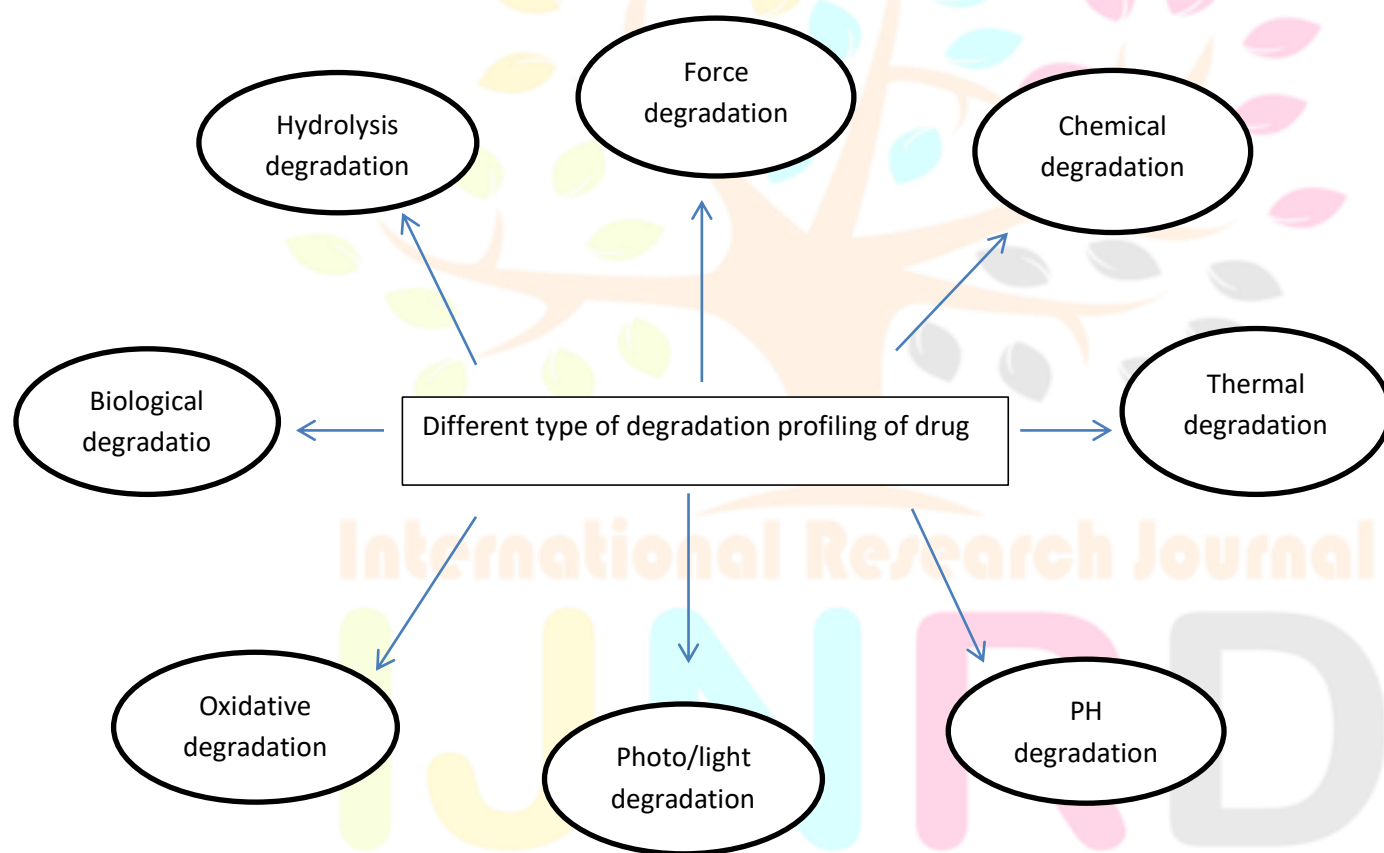 Force
degradation
Hydrolysis
degradation
Chemical
degradation
Thermal
degradation
Biological
degradatio
Different type of degradation profiling of drug
International Research Journal
IJNRD
Oxidative
degradation
PH
degradation
Photo/light
degradation